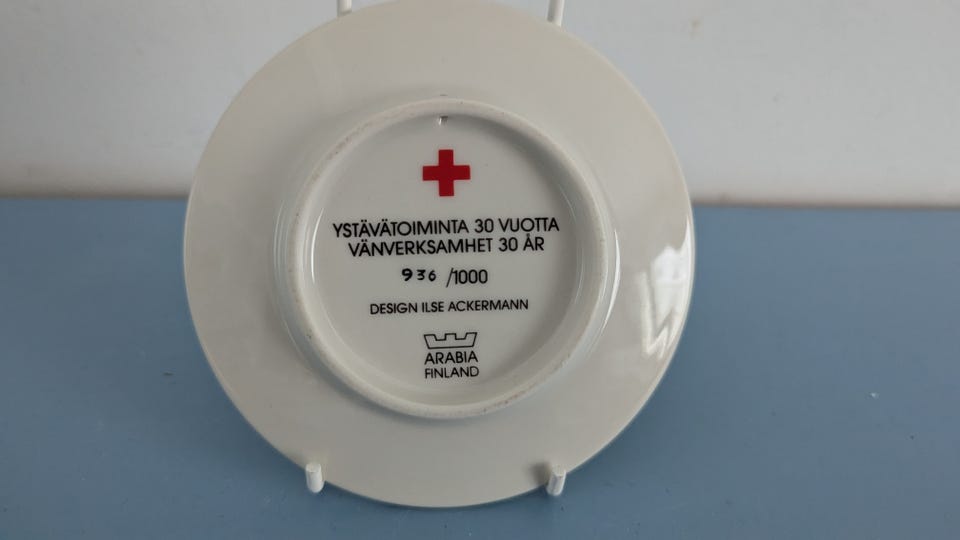 YSTÄVÄTOIMINTA 30 VUOTTA
VÄNVERKSAMHET 30 ÅR
936 /1000
DESIGN ILSE ACKERMANN
ARABIA
FINLAND